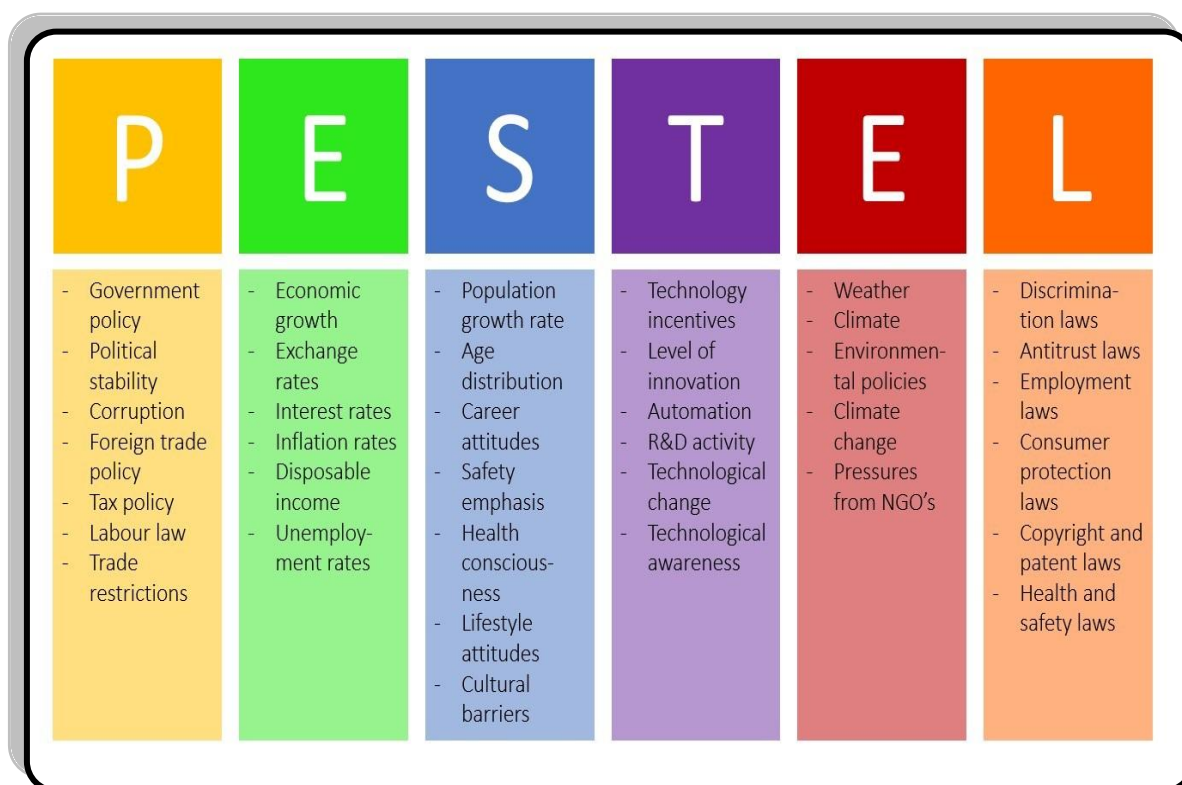 P
E
S
T
E
L
- Government
policy
- Political
stability
- Corruption
- Foreign trade
policy
- Tax policy
- Labour law
- Trade
restrictions
- Economic
growth
- Exchange
rates
- Interest rates
- Inflation rates
- Disposable
income
- Unemploy-
ment rates
- Population
growth rate
- Age
distribution
- Career
attitudes
- Safety
emphasis
- Health
conscious-
ness
- Lifestyle
attitudes
- Cultural
barriers
- Technology
incentives
- Level of
innovation
- Automation
- R&D activity
- Technological
change
- Technological
awareness
- Weather
- Climate
- Environmen-
tal policies
- Climate
change
- Pressures
from NGO's
- Discrimina-
tion laws
- Antitrust laws
- Employment
laws
- Consumer
protection
laws
- Copyright and
patent laws
- Health and
safety laws